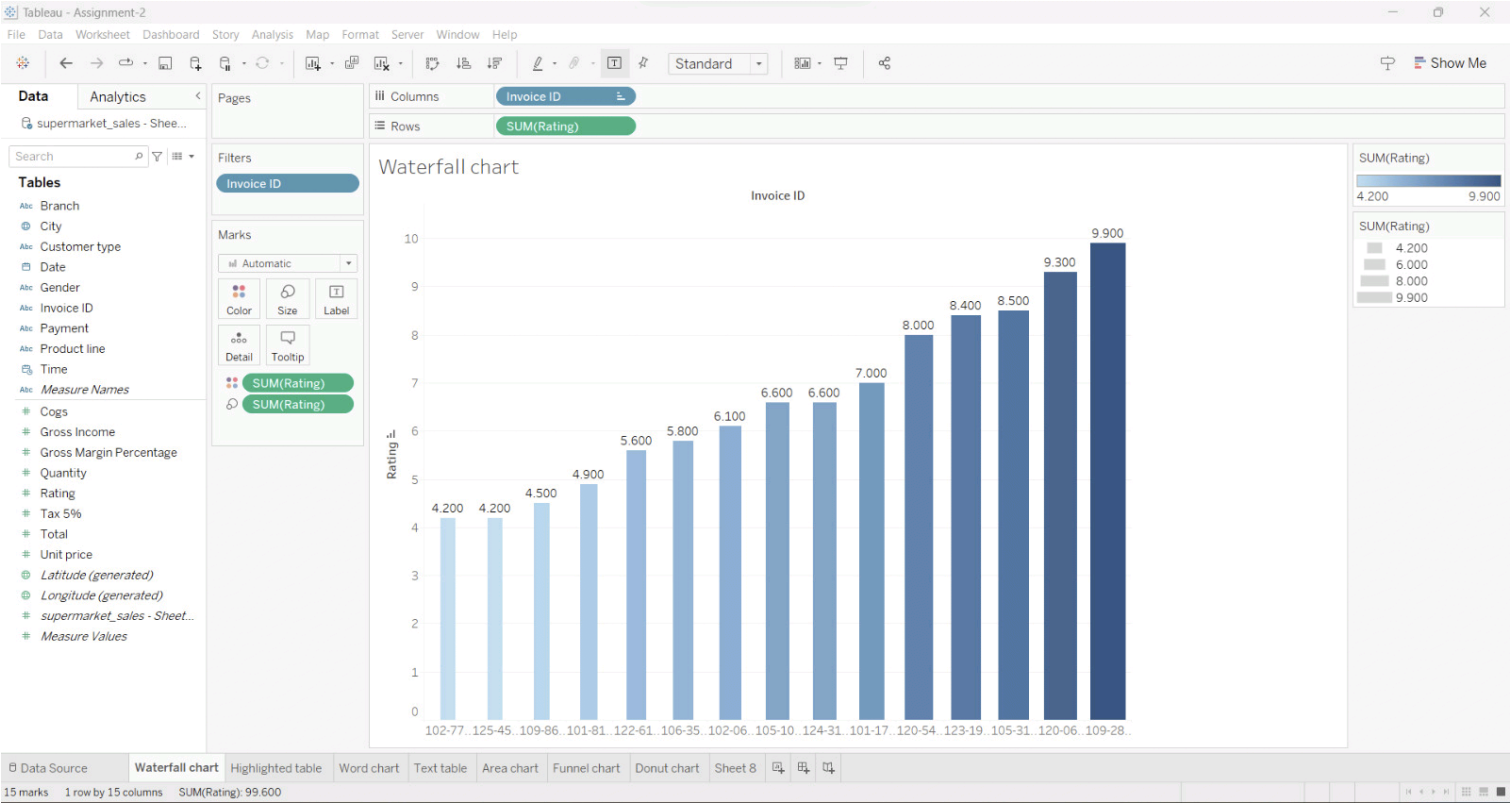 Tableau - Assignment-2
File Data Worksheet Dashboard Story Analysis Map Format Server Window Help
Standard
Show Me
Data Analytics
supermarket_sales - Shee...
Search
Tables
Abc Branch
City
Abc Customer type
Date
Abc Gender
Abc Invoice ID
Abc Payment
Abc Product line
Time
Abc Measure Names
# Cogs
# Gross Income
# Gross Margin Percentage
# Quantity
# Rating
# Tax 5%
# Total
# Unit price
Latitude (generated)
Longitude (generated)
# supermarket_sales - Sheet...
# Measure Values
Pages
Filters
Invoice ID
Marks
Automatic
Color Size Label
Detail Tooltip
SUM(Rating)
SUM(Rating)
Columns Invoice ID
Rows SUM(Rating)
Waterfall chart
Invoice ID
Rating
10
9
8
7
6
5
4
3
2
1
0
4.200 4.200 4.500 4.900 5.600 5.800 6.100 6.600 6.600 7.000 8.000 8.400 8.500 9.300 9.900
102-77.. 125-45.. 109-86.. 101-81.. 122-61.. 106-35.. 102-06.. 105-10.. 124-31.. 101-17.. 120-54.. 123-19.. 105-31.. 120-06.. 109-28..
SUM(Rating)
4.200 9.900
SUM(Rating)
4.200
6.000
8.000
9.900
Data Source Waterfall chart Highlighted table Word chart Text table Area chart Funnel chart Donut chart Sheet 8
15 marks 1 row by 15 columns SUM(Rating): 99.600